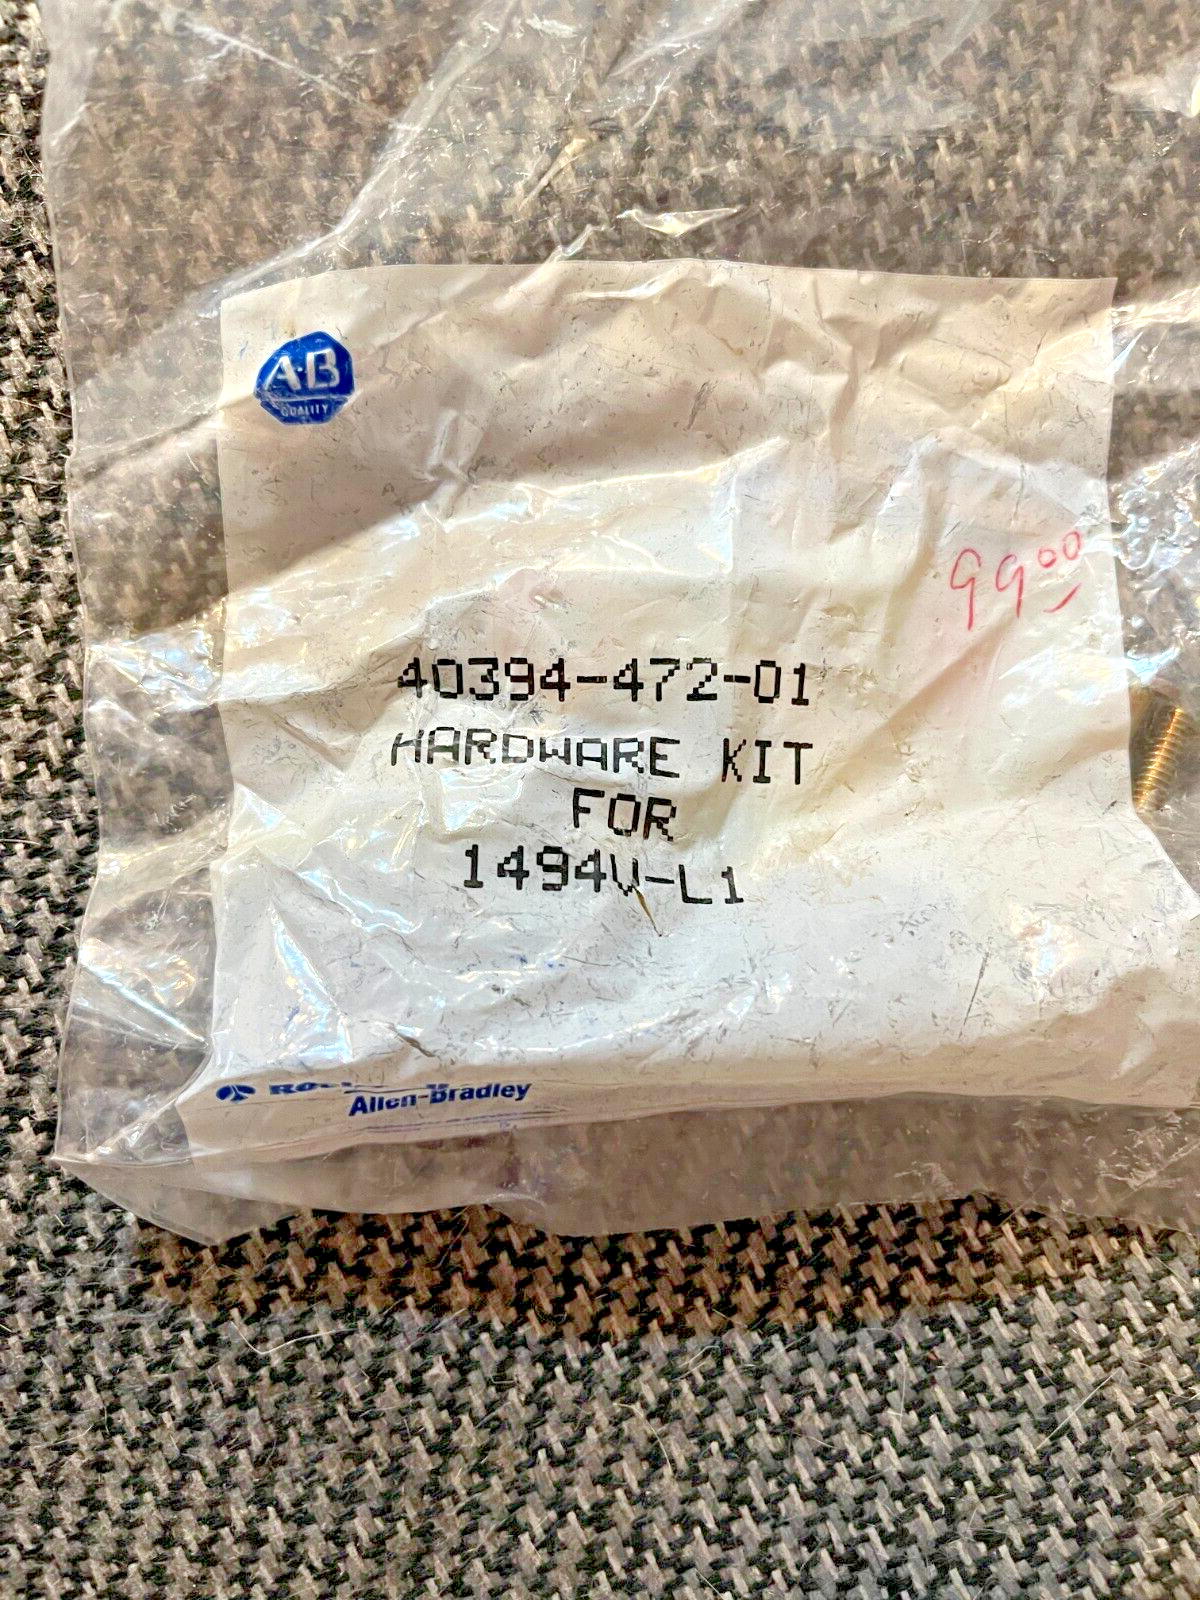 A-B
QUALITY
99 00
40394-472-01
HARDWARE KIT
FOR
1494V-L1
Allen-Bradley